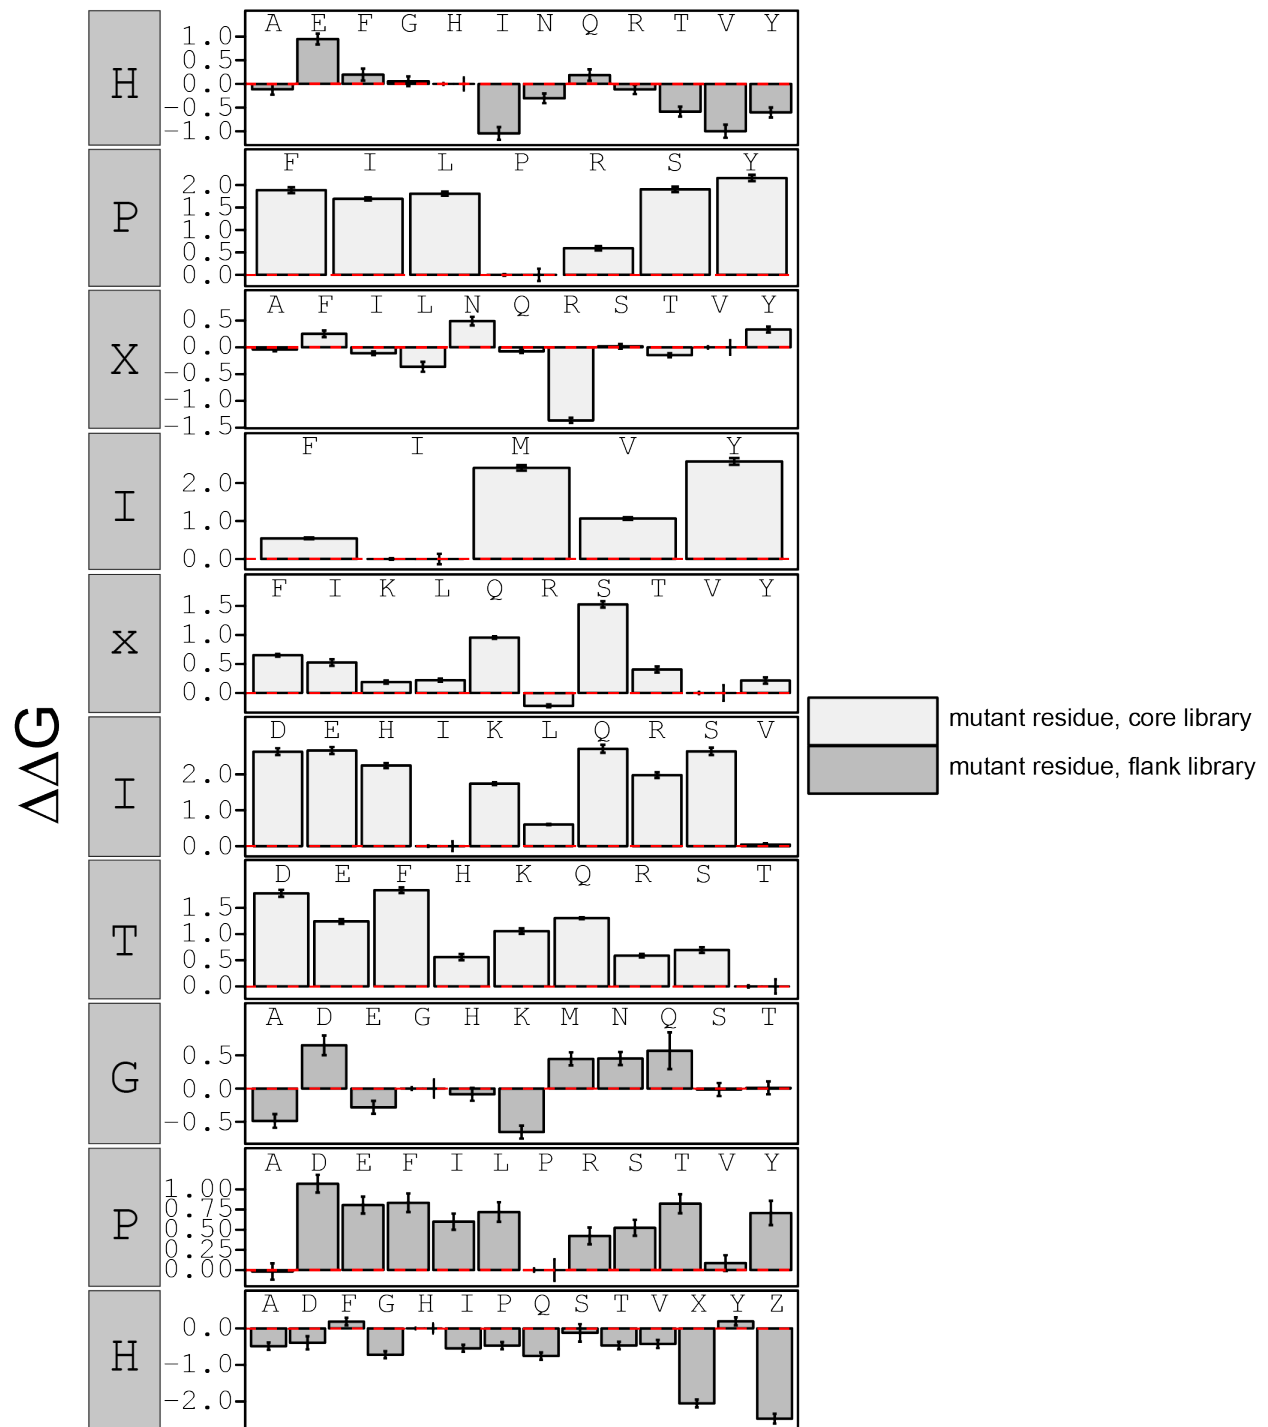 A E F G H I N Q R T V Y
H
1.0
0.5
0.0
−0.5
−1.0
F I L P R S Y
P
2.0
1.5
1.0
0.5
0.0
A F I L N Q R S T V Y
X
0.5
0.0
−0.5
−1.0
−1.5
F I M V Y
I
2.0
1.0
0.0
F I K L Q R S T V Y
x
1.5
1.0
0.5
0.0
D E H I K L Q R S V
I
2.0
1.0
0.0
D E F H K Q R S T
T
1.5
1.0
0.5
0.0
A D E G H K M N Q S T
G
0.5
0.0
−0.5
A D E F I L P R S T V Y
P
1.00
0.75
0.50
0.25
0.00
A D F G H I P Q S T V X Y Z
H
0.0
−1.0
−2.0
ΔΔG
mutant residue, core library
mutant residue, flank library